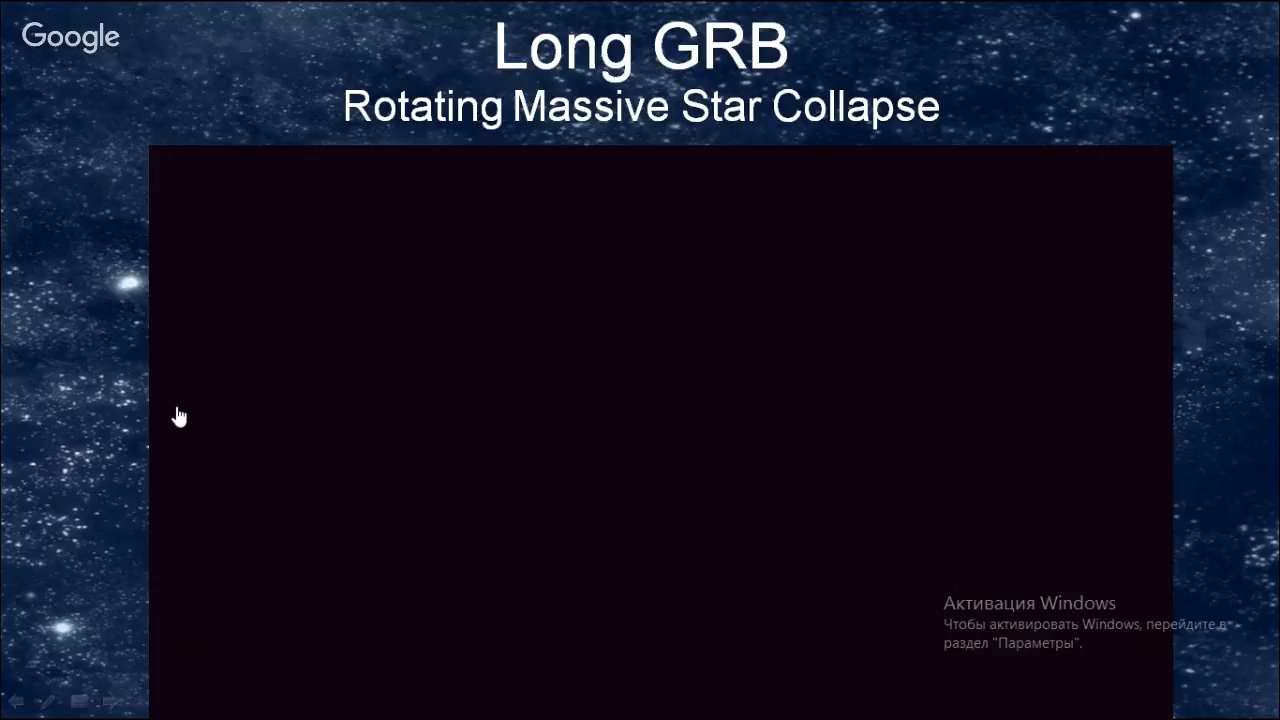 Google
Long GRB
Rotating Massive Star Collapse
Активация Windows
Чтобы активировать Windows, перейдите в
раздел "Параметры".